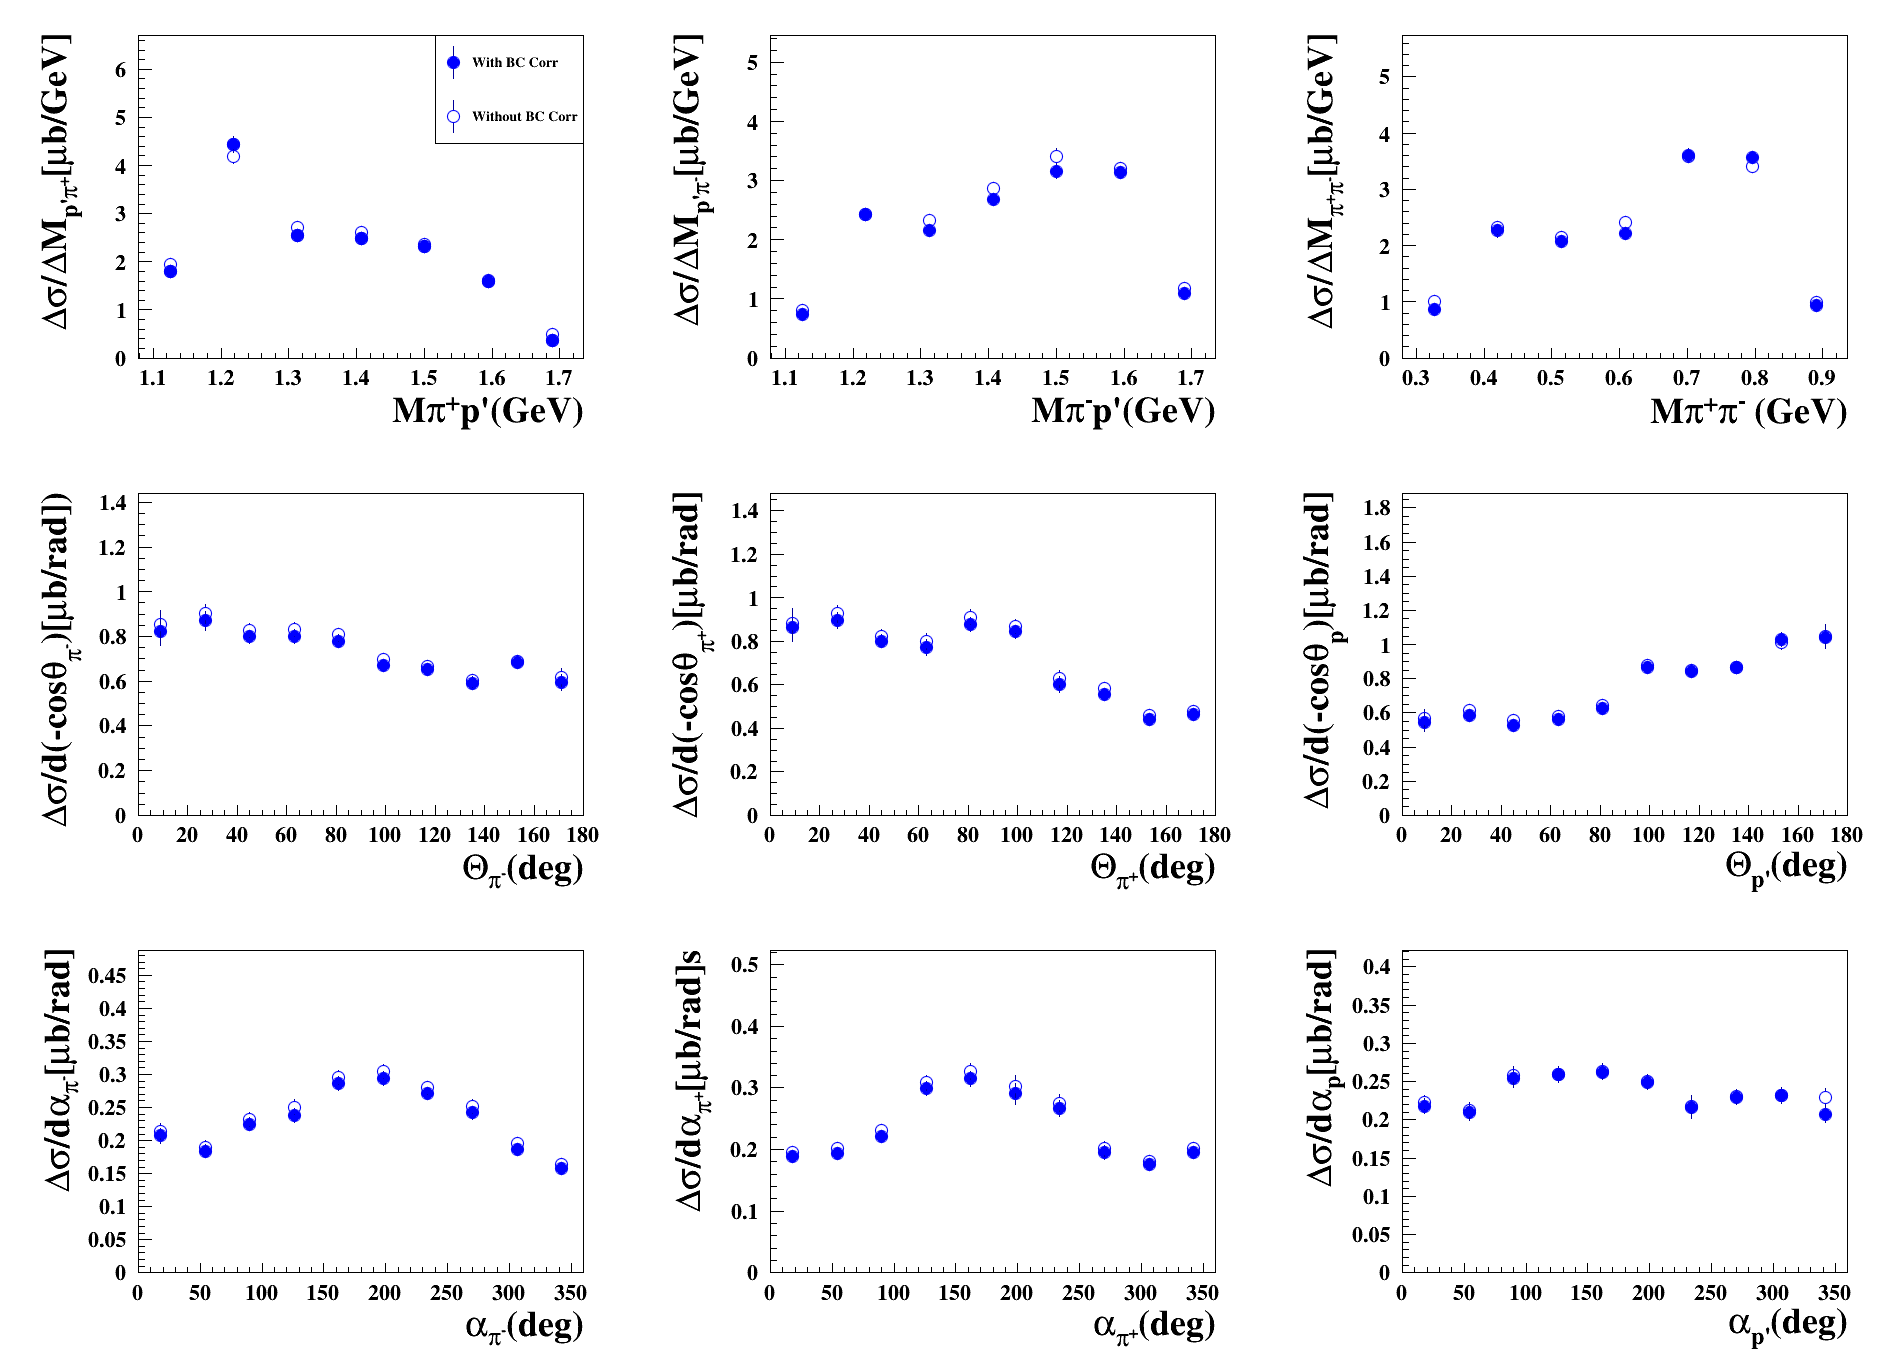 Δσ/ΔM_p'π⁺[μb/GeV]
6
5
4
3
2
1
0
With BC Corr
Without BC Corr
1.1 1.2 1.3 1.4 1.5 1.6 1.7
Mπ⁺p'(GeV)
Δσ/ΔM_p'π⁻[μb/GeV]
5
4
3
2
1
0
1.1 1.2 1.3 1.4 1.5 1.6 1.7
Mπ⁻p'(GeV)
Δσ/ΔM_π⁺π⁻[μb/GeV]
5
4
3
2
1
0
0.3 0.4 0.5 0.6 0.7 0.8 0.9
Mπ⁺π⁻ (GeV)
Δσ/d(-cosθ_π⁻)[μb/rad])
1.4
1.2
1
0.8
0.6
0.4
0.2
0
0 20 40 60 80 100 120 140 160 180
Θ_π⁻(deg)
Δσ/d(-cosθ_π⁺)[μb/rad]
1.4
1.2
1
0.8
0.6
0.4
0.2
0
0 20 40 60 80 100 120 140 160 180
Θ_π⁺(deg)
Δσ/d(-cosθ_p)[μb/rad]
1.8
1.6
1.4
1.2
1
0.8
0.6
0.4
0.2
0
0 20 40 60 80 100 120 140 160 180
Θ_p'(deg)
Δσ/dα_π⁻[μb/rad]
0.45
0.4
0.35
0.3
0.25
0.2
0.15
0.1
0.05
0
0 50 100 150 200 250 300 350
α_π⁻(deg)
Δσ/dα_π⁺[μb/rad]s
0.5
0.4
0.3
0.2
0.1
0
0 50 100 150 200 250 300 350
α_π⁺(deg)
Δσ/dα_p[μb/rad]
0.4
0.35
0.3
0.25
0.2
0.15
0.1
0.05
0
0 50 100 150 200 250 300 350
α_p'(deg)